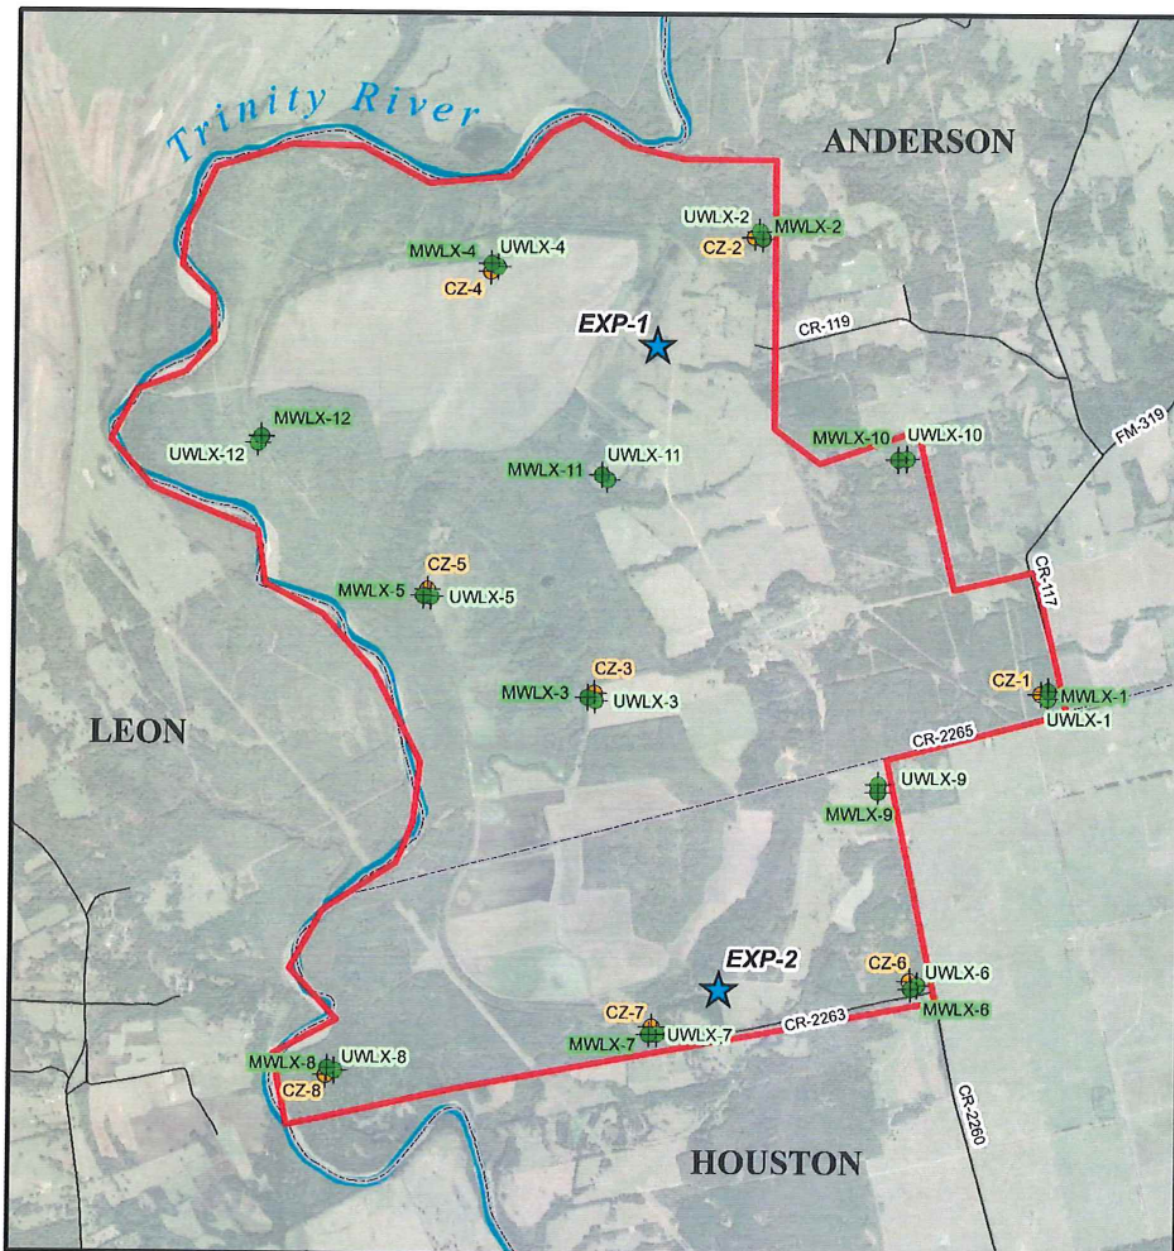 Trinity River
ANDERSON
UWLX-2
MWLX-2
CZ-2
MWLX-4
UWLX-4
CZ-4
EXP-1
CR-119
MWLX-12
UWLX-12
MWLX-10
UWLX-10
FM-319
UWLX-11
MWLX-11
CZ-5
MWLX-5
UWLX-5
CR-117
CZ-3
MWLX-3
UWLX-3
CZ-1
MWLX-1
UWLX-1
LEON
CR-2265
UWLX-9
MWLX-9
EXP-2
CZ-6
UWLX-6
MWLX-6
CZ-7
CR-2263
MWLX-7
UWLX-7
MWLX-8
UWLX-8
CZ-8
CR-2260
HOUSTON